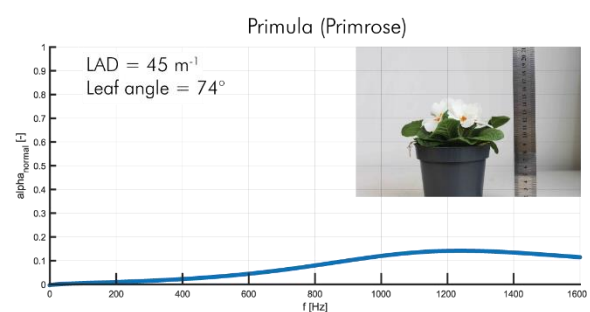 Primula (Primrose)
LAD = 45 m⁻¹
Leaf angle = 74°
1
0.9
0.8
0.7
0.6
0.5
0.4
0.3
0.2
0.1
0
alpha_normal [-]
0 200 400 600 800 1000 1200 1400 1600
f [Hz]